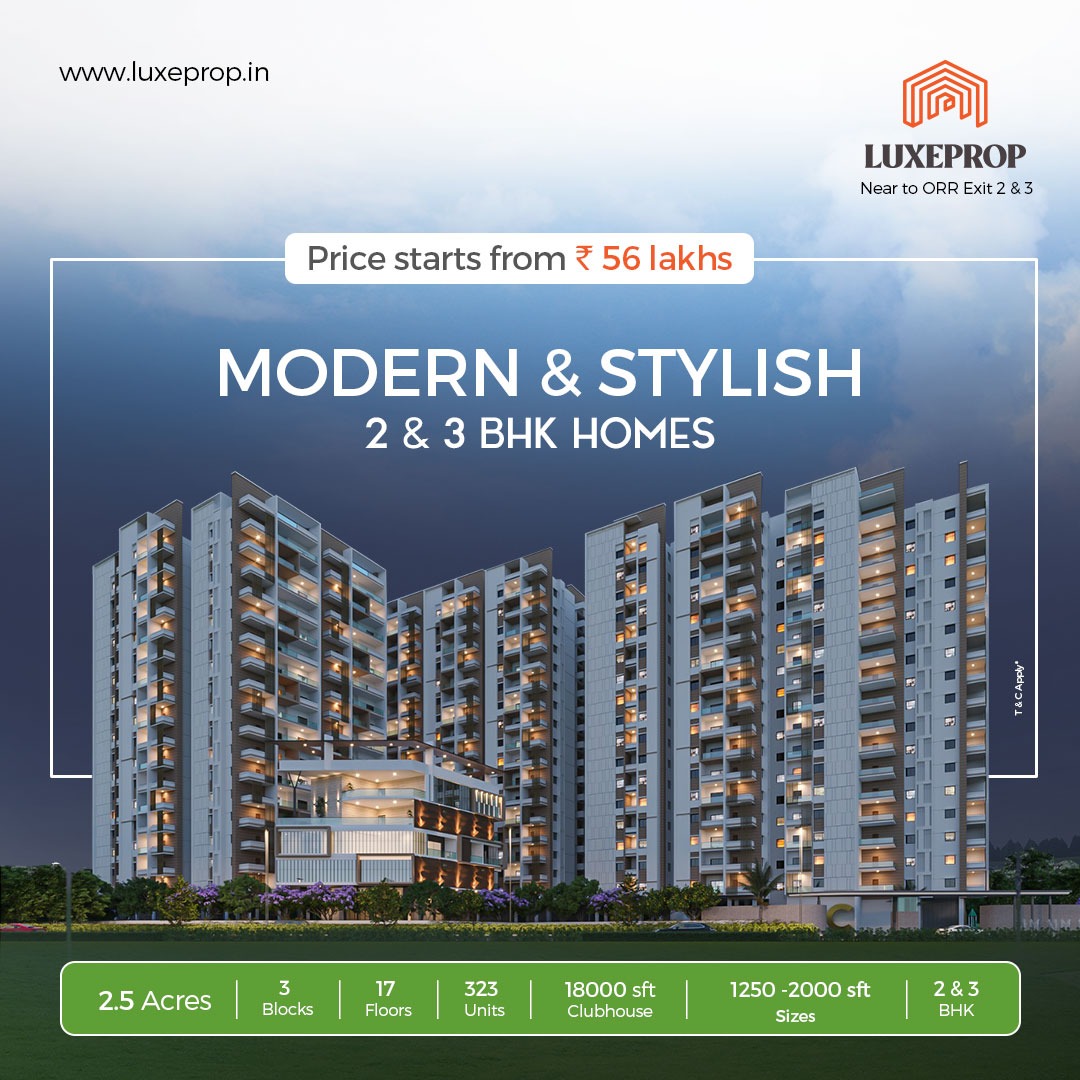 www.luxeprop.in
LUXEPROP
Near to ORR Exit 2 & 3
Price starts from ₹ 56 lakhs
MODERN & STYLISH
2 & 3 BHK HOMES
T & C Apply*
C
2.5 Acres
3
Blocks
17
Floors
323
Units
18000 sft
Clubhouse
1250 -2000 sft
Sizes
2 & 3
BHK